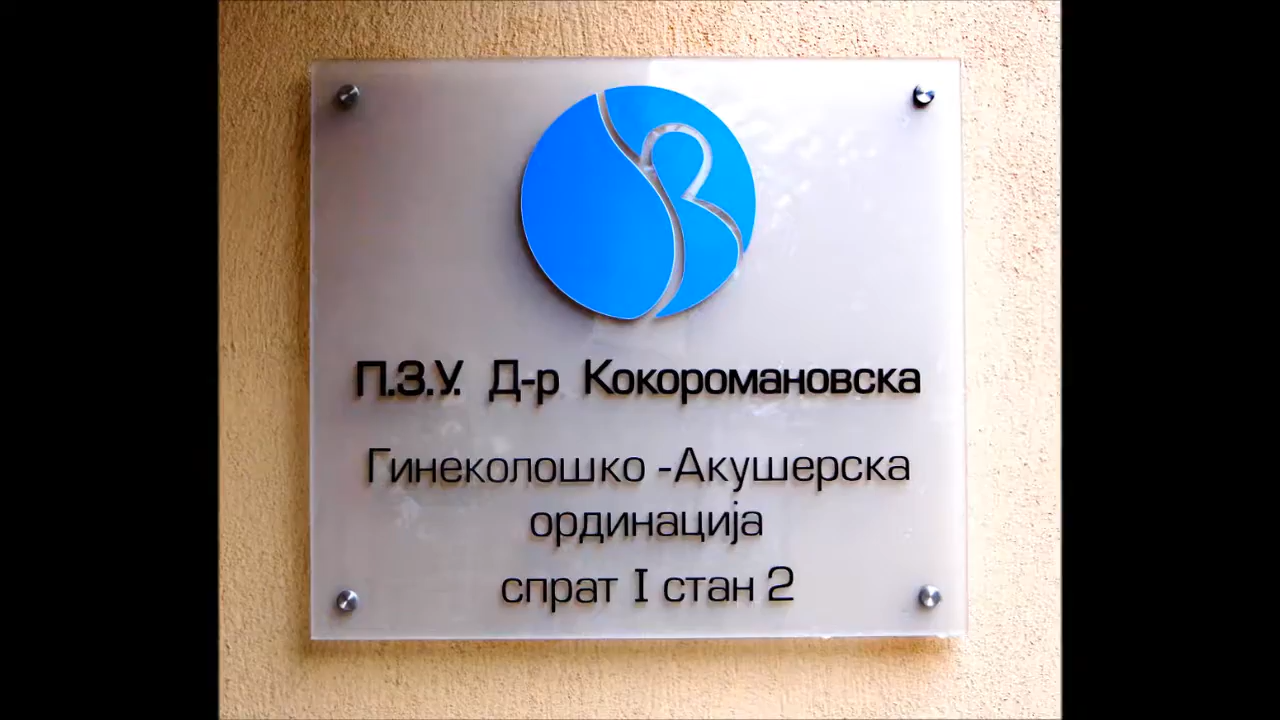 П.З.У. Д-р Кокоромановска
Гинеколошко -Акушерска
ординација
спрат I стан 2